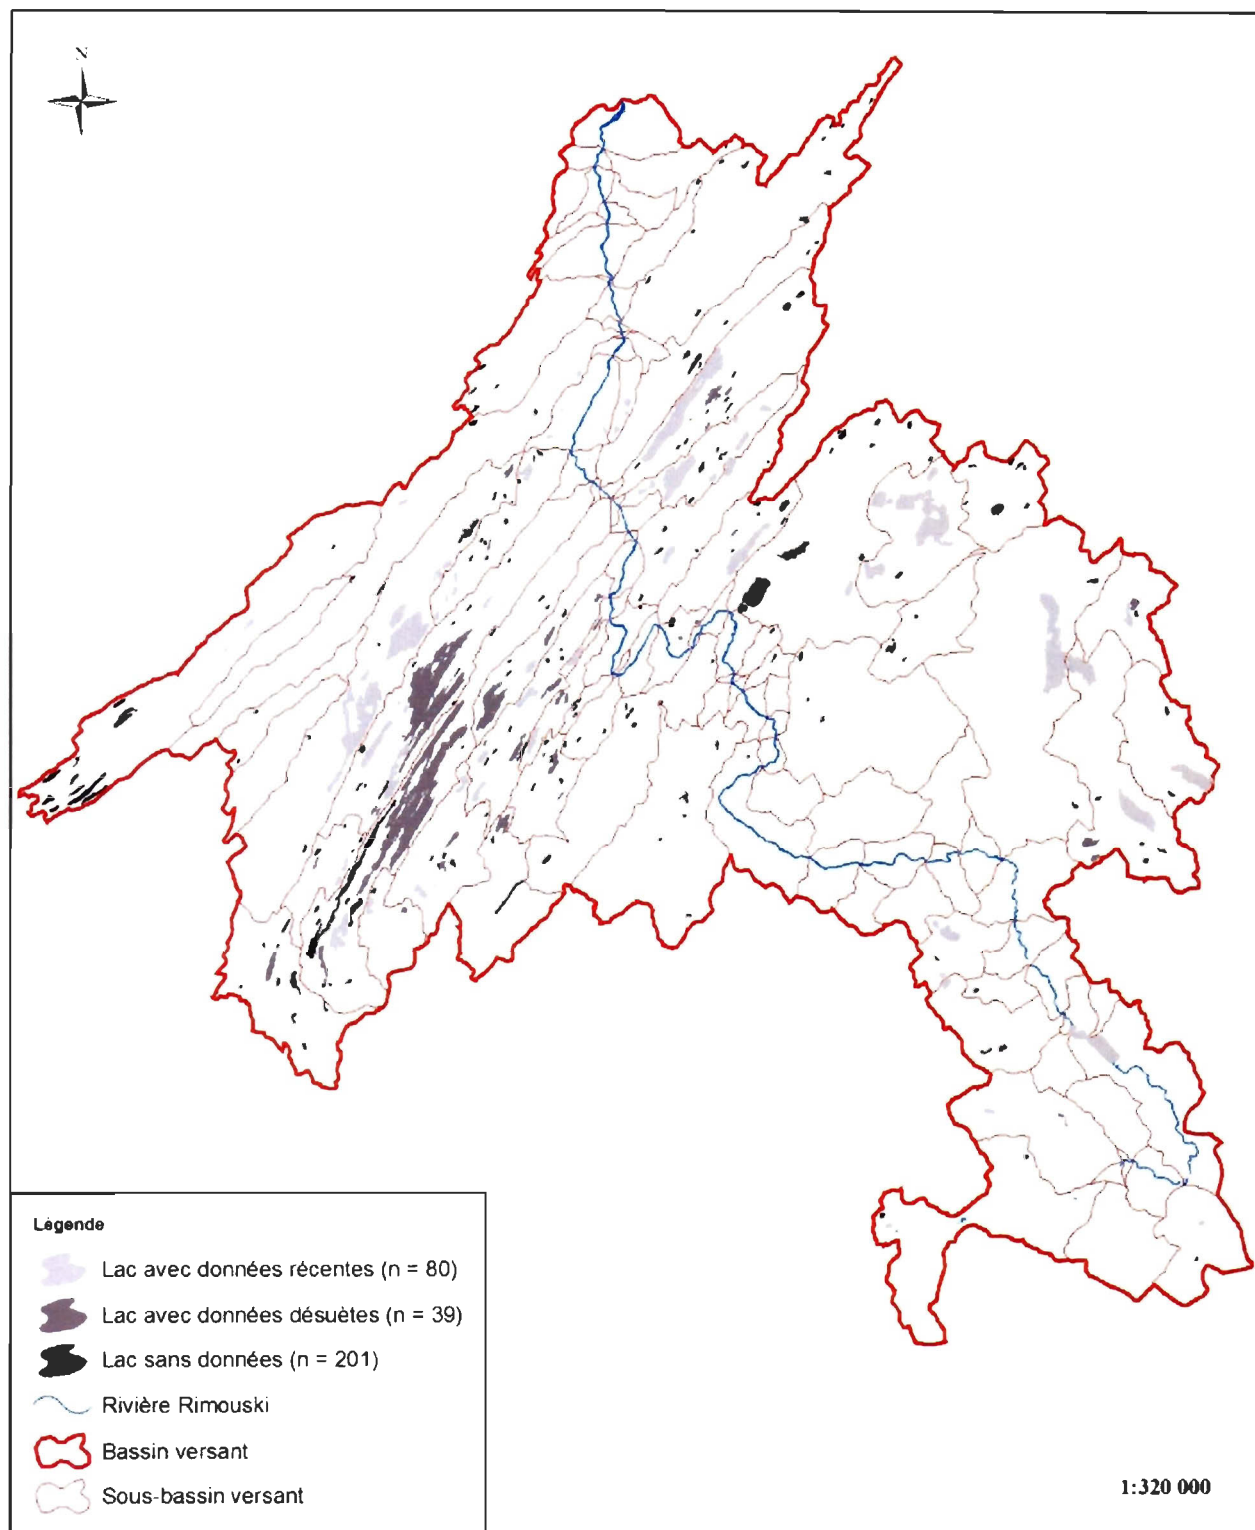 N
Légende
Lac avec données récentes (n = 80)
Lac avec données désuètes (n = 39)
Lac sans données (n = 201)
Rivière Rimouski
Bassin versant
Sous-bassin versant
1:320 000